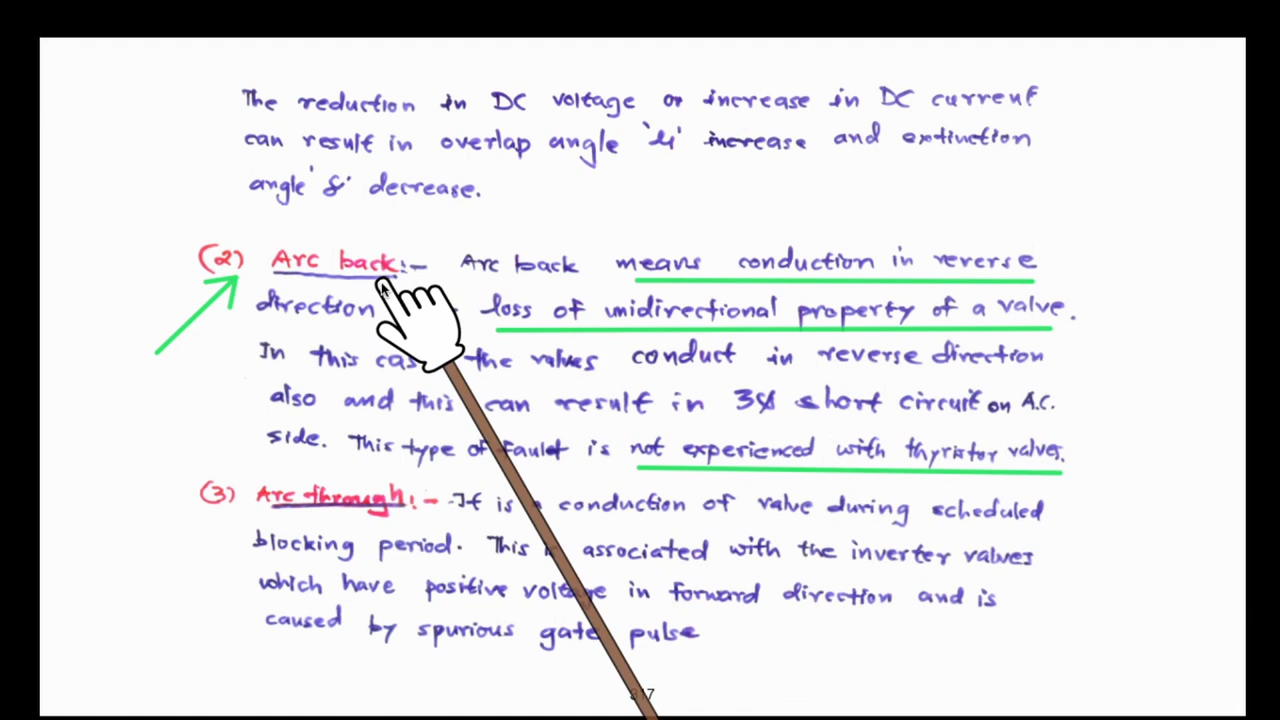 The reduction in DC voltage or increase in DC current
can result in overlap angle 'μ' increase and extinction
angle 'δ' decrease.
(2) Arc back:- Arc back means conduction in reverse
direction loss of unidirectional property of a valve.
In this the valves conduct in reverse direction
also and this can result in 3ϕ short circuit on A.C.
side. This type of fault is not experienced with thyristor valves.
(3) Arc through:- It is conduction of valve during scheduled
blocking period. This associated with the inverter valves
which have positive voltage in forward direction and is
caused by spurious gate pulse